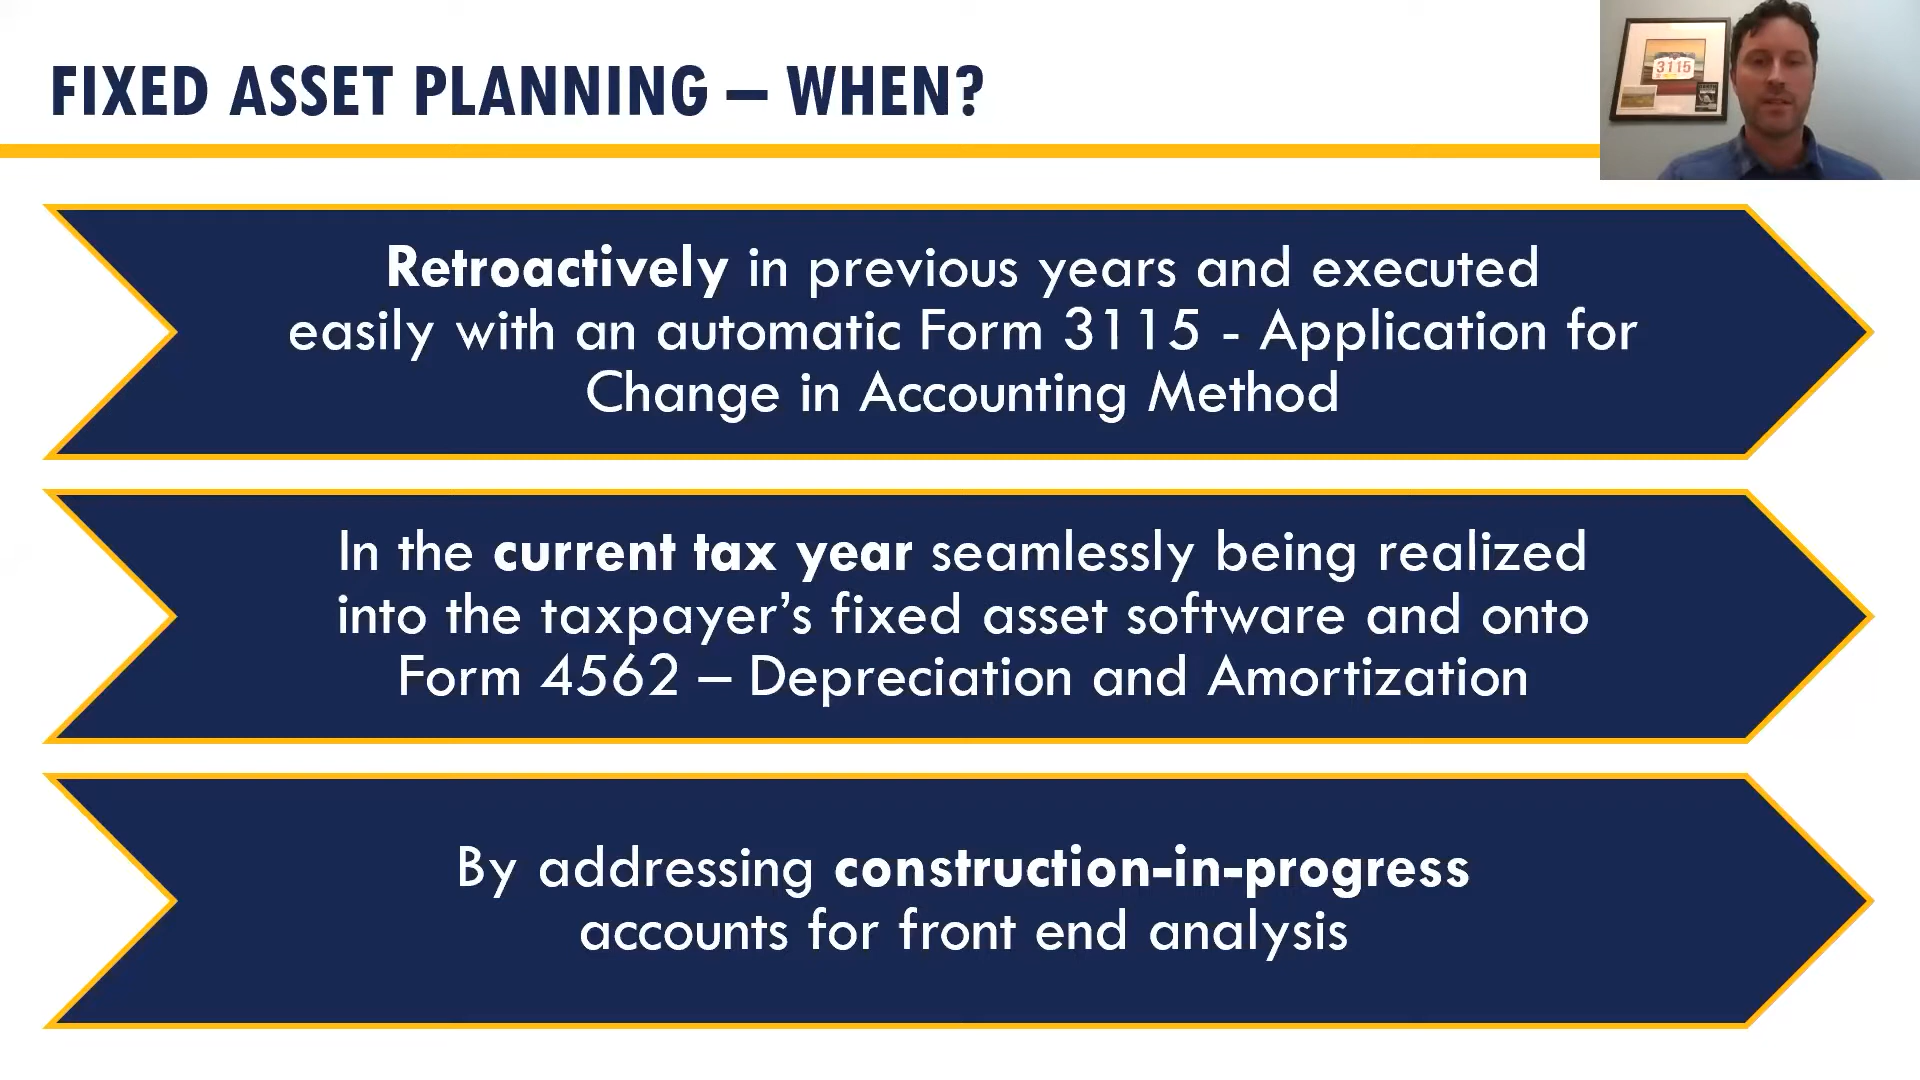 FIXED ASSET PLANNING – WHEN?
3115
Retroactively in previous years and executed
easily with an automatic Form 3115 - Application for
Change in Accounting Method
In the current tax year seamlessly being realized
into the taxpayer’s fixed asset software and onto
Form 4562 – Depreciation and Amortization
By addressing construction-in-progress
accounts for front end analysis